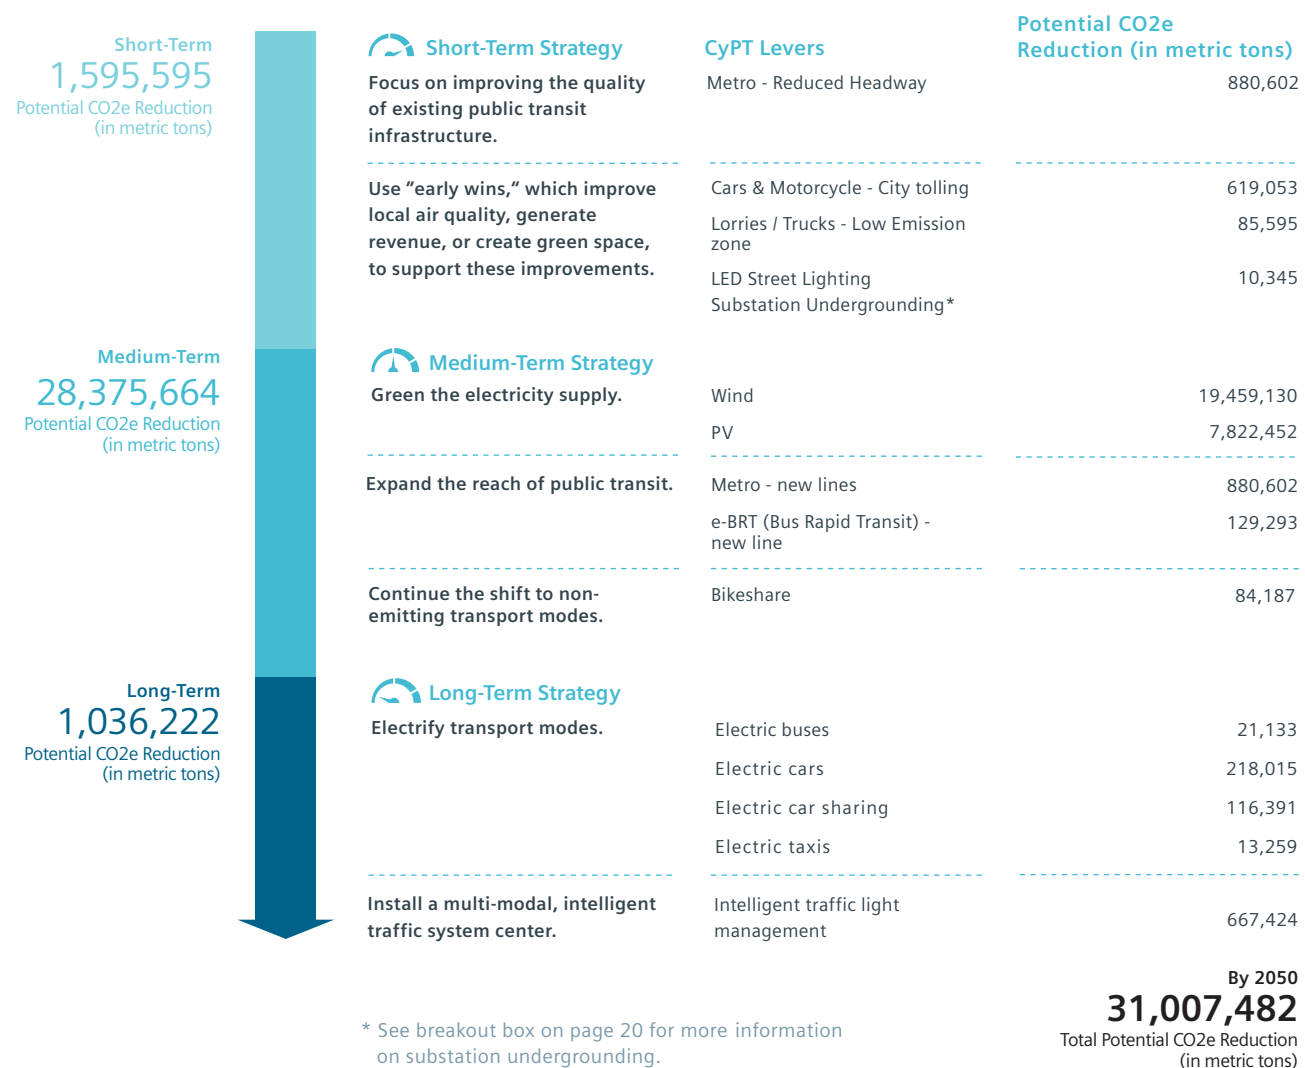 Short-Term
1,595,595
Potential CO2e Reduction
(in metric tons)
Short-Term Strategy
CyPT Levers
Potential CO2e
Reduction (in metric tons)
Focus on improving the quality
of existing public transit
infrastructure.
Metro - Reduced Headway
880,602
Use ”early wins,“ which improve
local air quality, generate
revenue, or create green space,
to support these improvements.
Cars & Motorcycle - City tolling
619,053
Lorries / Trucks - Low Emission
zone
85,595
LED Street Lighting
10,345
Substation Undergrounding*
Medium-Term
28,375,664
Potential CO2e Reduction
(in metric tons)
Medium-Term Strategy
Green the electricity supply.
Wind
19,459,130
PV
7,822,452
Expand the reach of public transit.
Metro - new lines
880,602
e-BRT (Bus Rapid Transit) -
new line
129,293
Continue the shift to non-
emitting transport modes.
Bikeshare
84,187
Long-Term
1,036,222
Potential CO2e Reduction
(in metric tons)
Long-Term Strategy
Electrify transport modes.
Electric buses
21,133
Electric cars
218,015
Electric car sharing
116,391
Electric taxis
13,259
Install a multi-modal, intelligent
traffic system center.
Intelligent traffic light
management
667,424
By 2050
31,007,482
Total Potential CO2e Reduction
(in metric tons)
* See breakout box on page 20 for more information
on substation undergrounding.